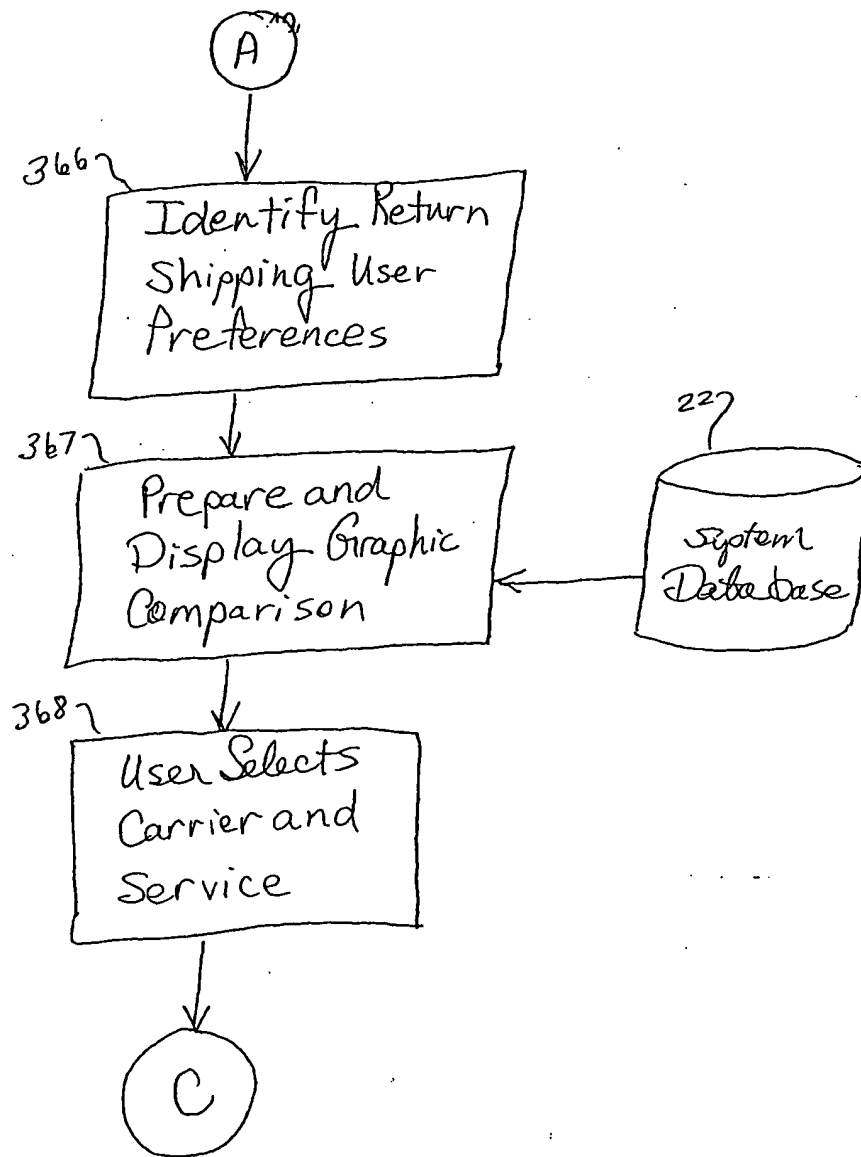 A
366
Identify Return
Shipping User
Preferences
367
Prepare and
Display Graphic
Comparison
22
System
Database
368
User Selects
Carrier and
Service
C